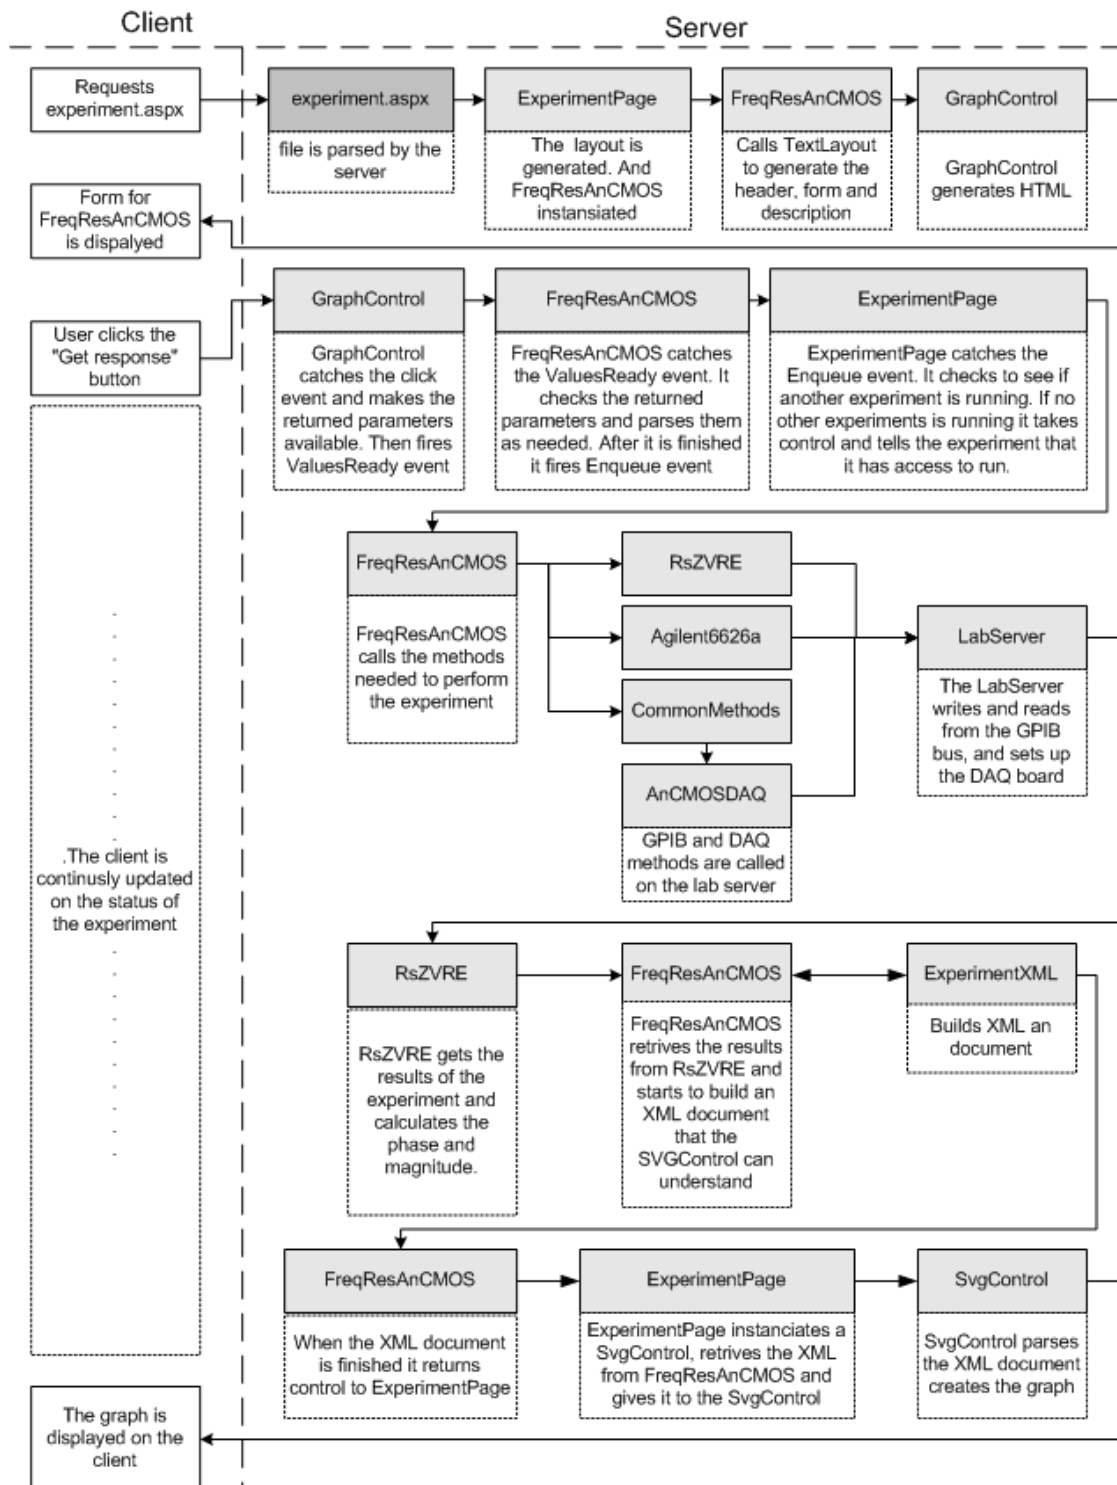 Client
Server
Requests
experiment.aspx
experiment.aspx
file is parsed by the
server
ExperimentPage
The layout is
generated. And
FreqResAnCMOS
instansiated
FreqResAnCMOS
Calls TextLayout
to generate the
header, form and
description
GraphControl
GraphControl
generates HTML
Form for
FreqResAnCMOS
is dispalyed
User clicks the
"Get response"
button
GraphControl
GraphControl
catches the click
event and makes the
returned parameters
available. Then fires
ValuesReady event
FreqResAnCMOS
FreqResAnCMOS catches
the ValuesReady event. It
checks the returned
parameters and parses them
as needed. After it is finished
it fires Enqueue event
ExperimentPage
ExperimentPage catches the
Enqueue event. It checks to see if
another experiment is running. If no
other experiments is running it takes
control and tells the experiment that
it has access to run.
FreqResAnCMOS
FreqResAnCMOS
calls the methods
needed to perform
the experiment
RsZVRE
Agilent6626a
CommonMethods
AnCMOSDAQ
GPIB and DAQ
methods are called
on the lab server
LabServer
The LabServer
writes and reads
from the GPIB
bus, and sets up
the DAQ board
.The client is
continusly updated
on the status of
the experiment
RsZVRE
RsZVRE gets the
results of the
experiment and
calculates the
phase and
magnitude.
FreqResAnCMOS
FreqResAnCMOS
retrives the results
from RsZVRE and
starts to build an
XML document
that the
SVGControl can
understand
ExperimentXML
Builds XML an
document
FreqResAnCMOS
When the XML document
is finished it returns
control to ExperimentPage
ExperimentPage
ExperimentPage instanciates a
SvgControl, retrives the XML
from FreqResAnCMOS and
gives it to the SvgControl
SvgControl
SvgControl parses
the XML document
creates the graph
The graph is
displayed on the
client